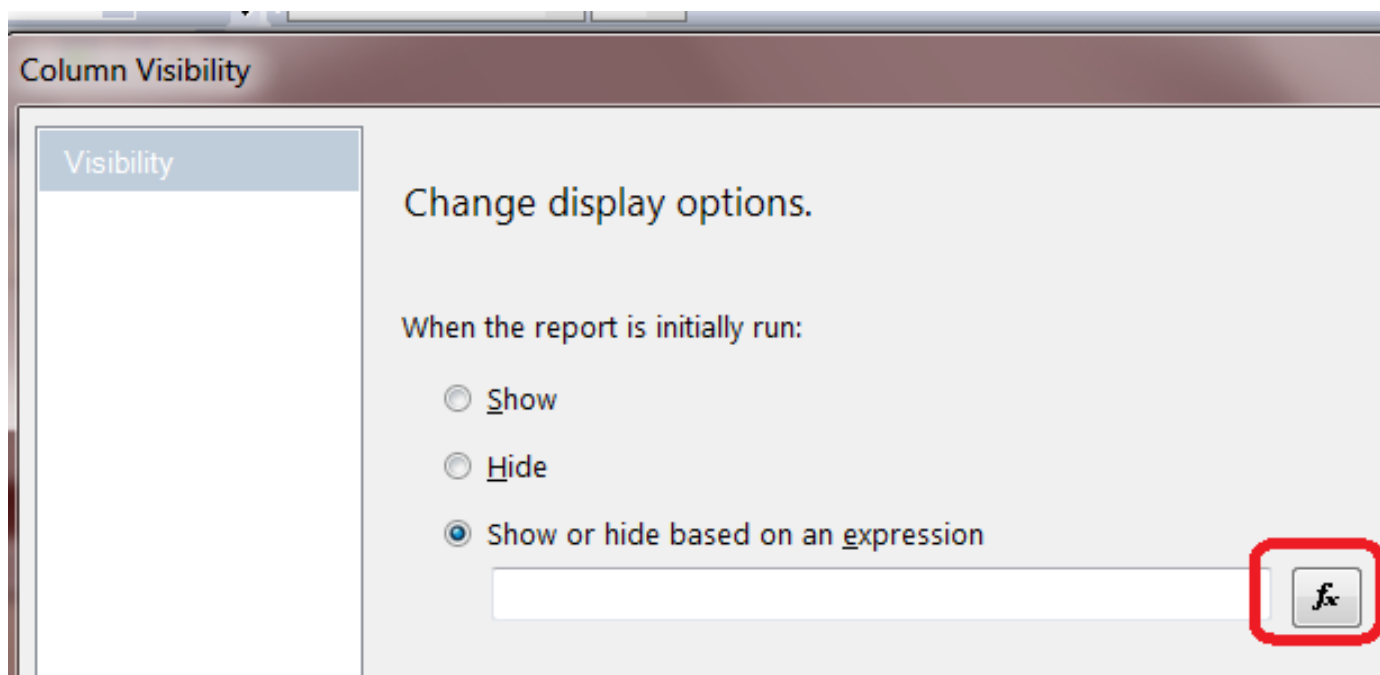 Column Visibility
Visibility
Change display options.
When the report is initially run:
Show
Hide
Show or hide based on an expression
fx